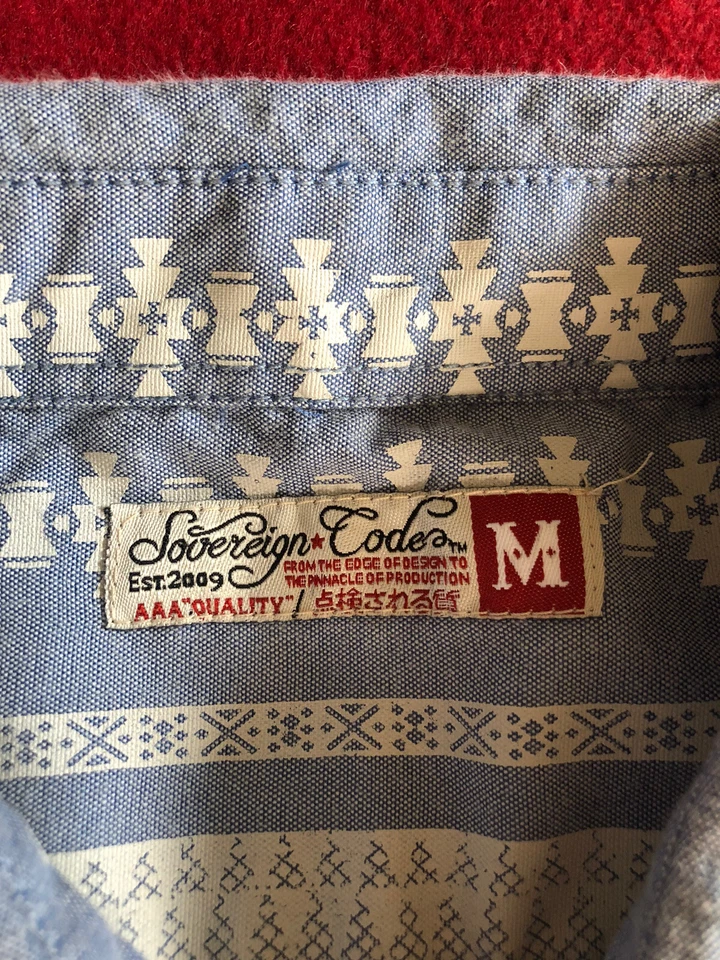 Sovereign★Code™
EST.2009
FROM THE EDGE OF DESIGN TO
THE PINNACLE OF PRODUCTION
AAA"QUALITY"/ 点検される質
M